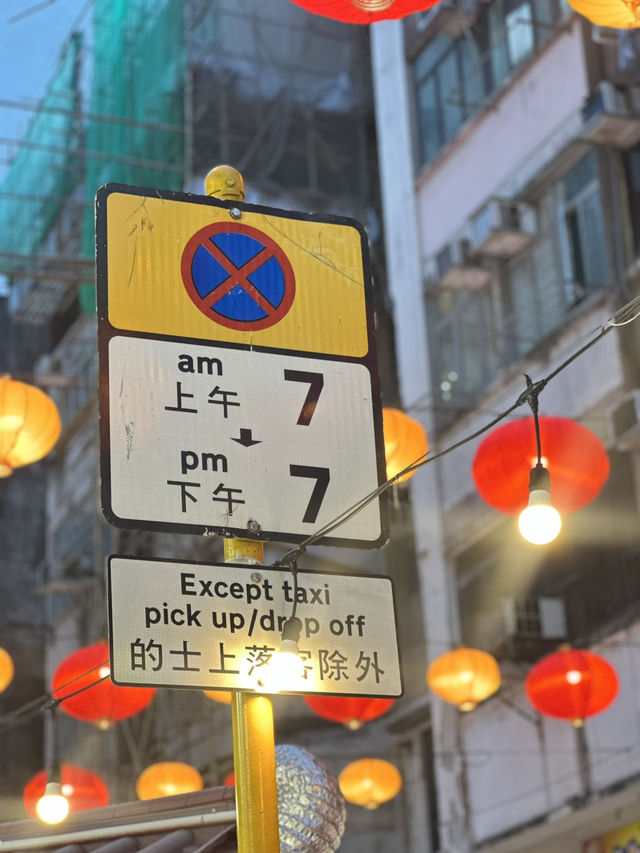 am
上午 7
pm
下午 7
Except taxi
pick up/drop off
的士上落客除外